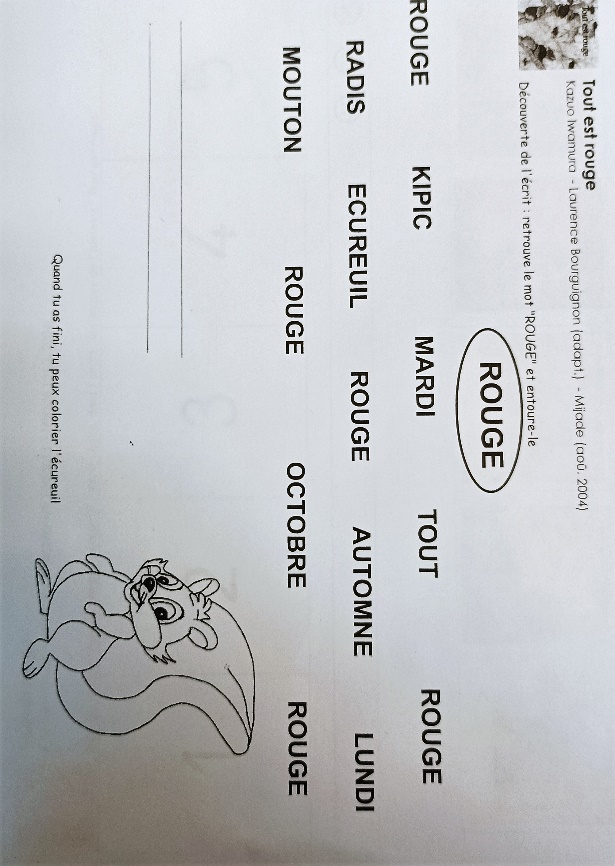 Tout est rouge
Tout est rouge
Kazuo Iwamura - Laurence Bourguignon (adapt.) - Mijade (aoû. 2004)
Découverte de l'écrit : retrouve le mot "ROUGE" et entoure-le
ROUGE
ROUGE KIPIC MARDI TOUT ROUGE
RADIS ECUREUIL ROUGE AUTOMNE LUNDI
MOUTON ROUGE OCTOBRE ROUGE
Quand tu as fini, tu peux colorier l'écureuil